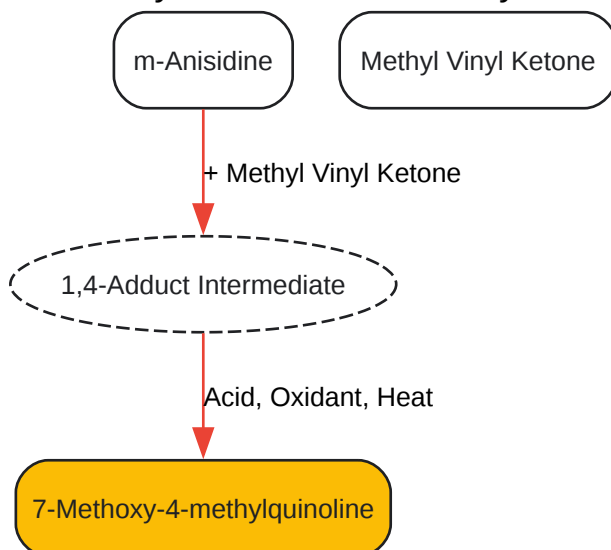 m-Anisidine
Methyl Vinyl Ketone
+ Methyl Vinyl Ketone
1,4-Adduct Intermediate
Acid, Oxidant, Heat
7-Methoxy-4-methylquinoline